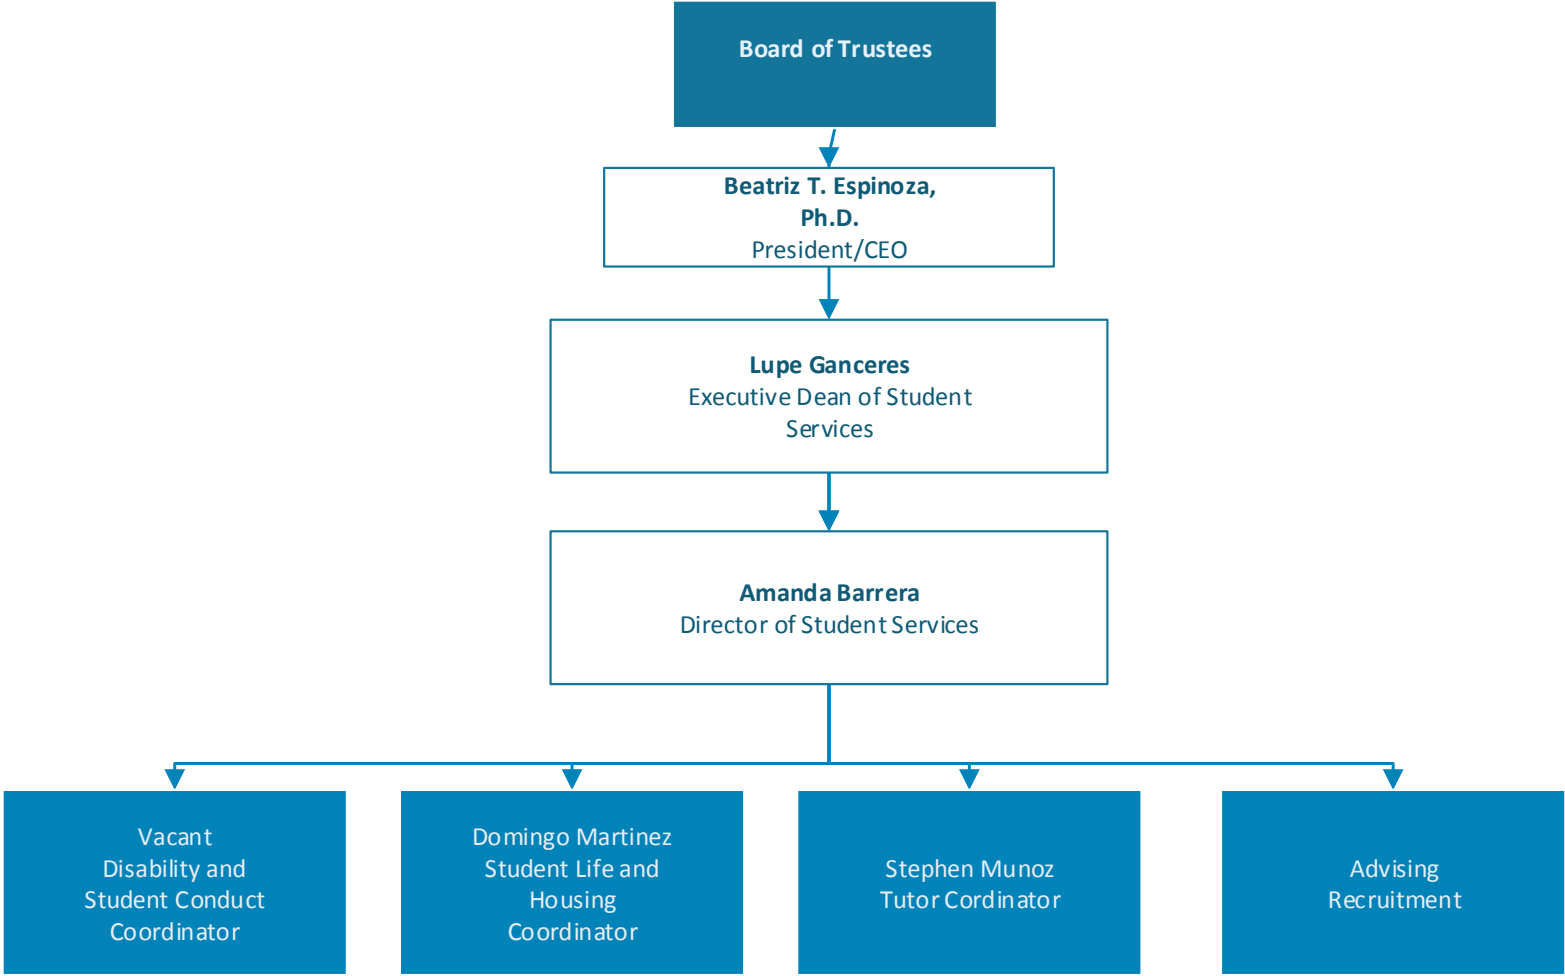 Board of Trustees
Beatriz T. Espinoza,
Ph.D.
President/CEO
Lupe Ganceres
Executive Dean of Student
Services
Amanda Barrera
Director of Student Services
Vacant
Disability and
Student Conduct
Coordinator
Domingo Martinez
Student Life and
Housing
Coordinator
Stephen Munoz
Tutor Cordinator
Advising
Recruitment